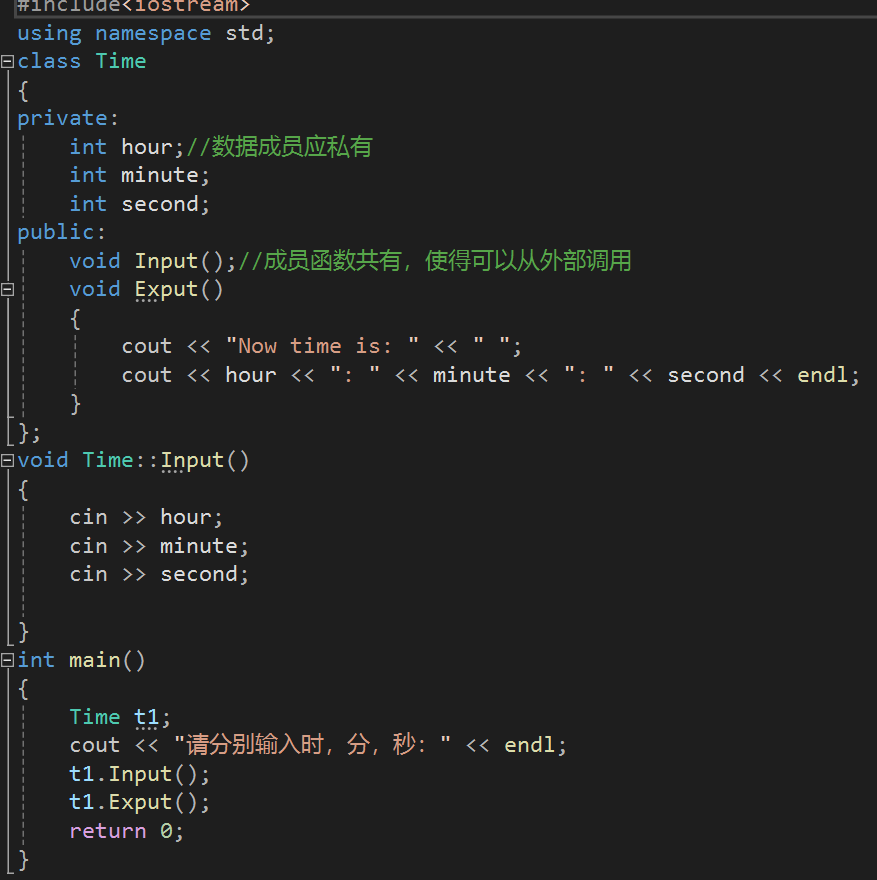 #include<iostream>
using namespace std;
class Time
{
private:
    int hour;//数据成员应私有
    int minute;
    int second;
public:
    void Input();//成员函数共有，使得可以从外部调用
    void Exput()
    {
        cout << "Now time is: " << " ";
        cout << hour << ": " << minute << ": " << second << endl;
    }
};
void Time::Input()
{
    cin >> hour;
    cin >> minute;
    cin >> second;

}
int main()
{
    Time t1;
    cout << "请分别输入时，分，秒：" << endl;
    t1.Input();
    t1.Exput();
    return 0;
}